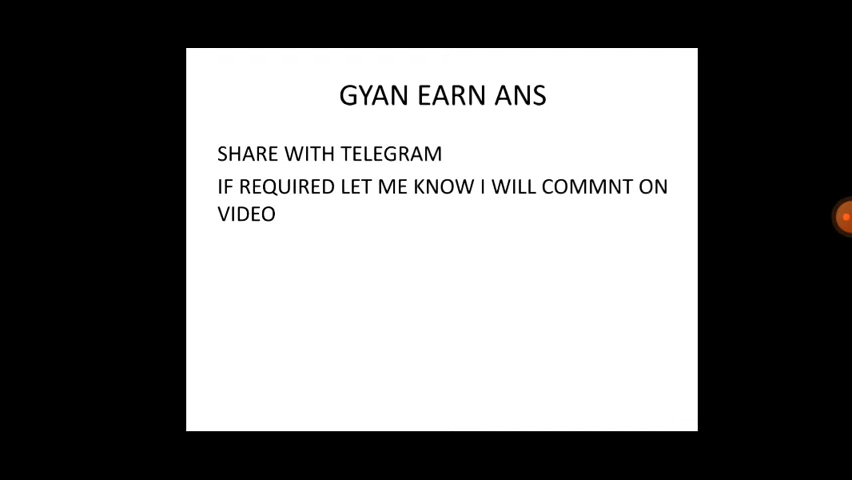 GYAN EARN ANS
SHARE WITH TELEGRAM
IF REQUIRED LET ME KNOW I WILL COMMNT ON
VIDEO